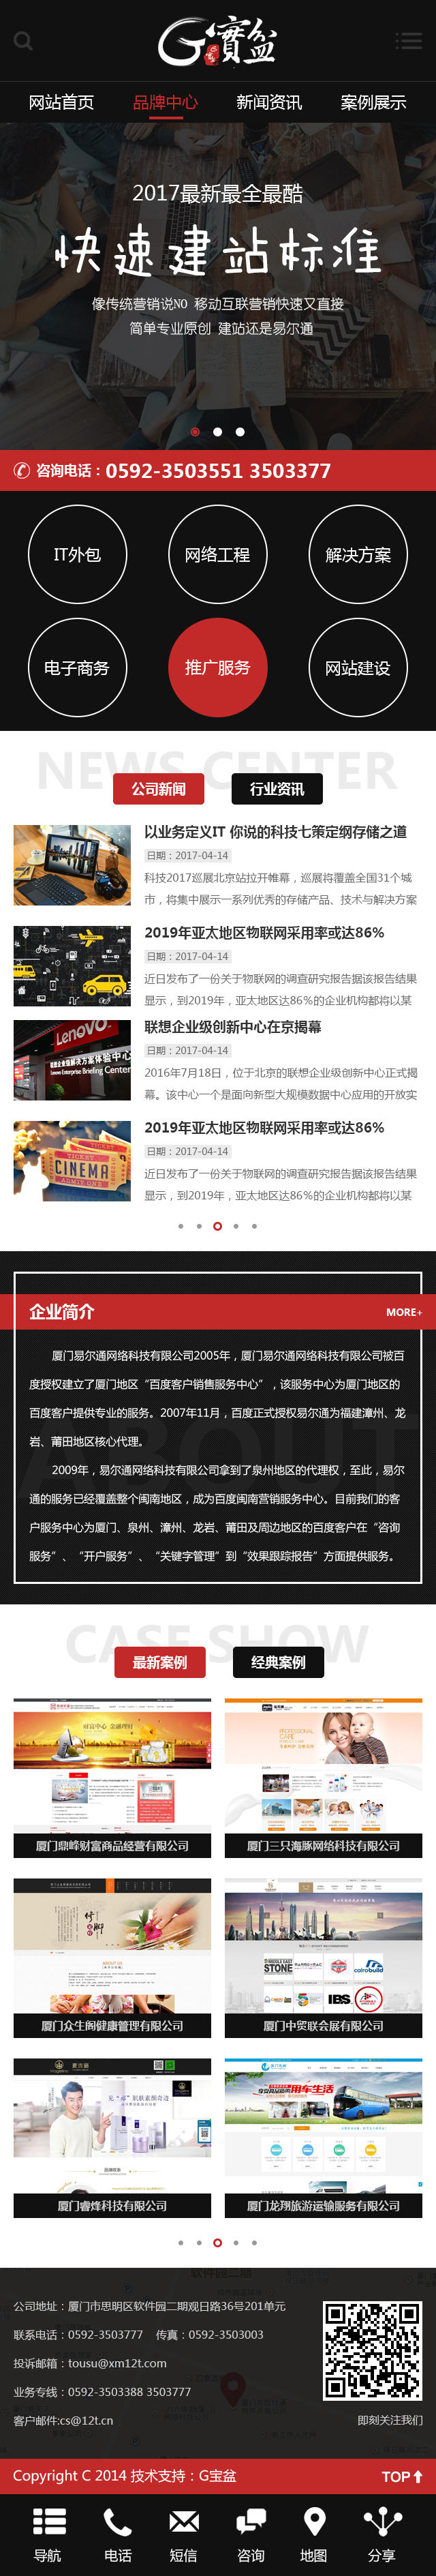 G寶盆
网站首页 品牌中心 新闻资讯 案例展示
2017最新最全最酷
快速建站标准
像传统营销说NO 移动互联营销快速又直接
简单专业原创 建站还是易尔通
咨询电话：0592-3503551 3503377
IT外包 网络工程 解决方案
电子商务 推广服务 网站建设
NEWS CENTER
公司新闻 行业资讯
以业务定义IT 你说的科技七策定纲存储之道
日期：2017-04-14
科技2017巡展北京站拉开帷幕，巡展将覆盖全国31个城
市，将集中展示一系列优秀的存储产品、技术与解决方案
2019年亚太地区物联网采用率或达86%
日期：2017-04-14
近日发布了一份关于物联网的调查研究报告据该报告结果
显示，到2019年，亚太地区达86%的企业机构都将以某
联想企业级创新中心在京揭幕
日期：2017-04-14
2016年7月18日，位于北京的联想企业级创新中心正式揭
幕。该中心一个是面向新型大规模数据中心应用的开放实
2019年亚太地区物联网采用率或达86%
日期：2017-04-14
近日发布了一份关于物联网的调查研究报告据该报告结果
显示，到2019年，亚太地区达86%的企业机构都将以某
Lenovo
Lenovo Enterprise Briefing Center
TICKET
CINEMA
企业简介 MORE+
ABOUT
厦门易尔通网络科技有限公司2005年，厦门易尔通网络科技有限公司被百
度授权建立了厦门地区“百度客户销售服务中心”，该服务中心为厦门地区的
百度客户提供专业的服务。2007年11月，百度正式授权易尔通为福建漳州、龙
岩、莆田地区核心代理。
2009年，易尔通网络科技有限公司拿到了泉州地区的代理权，至此，易尔
通的服务已经覆盖整个闽南地区，成为百度闽南营销服务中心。目前我们的客
户服务中心为厦门、泉州、漳州、龙岩、莆田及周边地区的百度客户在“咨询
服务”、“开户服务”、“关键字管理”到“效果跟踪报告”方面提供服务。
CASE SHOW
最新案例 经典案例
财富中心 金融理财
PROFESSIONAL CARE
厦门鼎峰财富商品经营有限公司 厦门三只海豚网络科技有限公司
ABOUT US
STONE
IBS
厦门众生阁健康管理有限公司 厦门中贸联会展有限公司
用车生活
厦门睿烽科技有限公司 厦门龙翔旅游运输服务有限公司
公司地址：厦门市思明区软件园二期观日路36号201单元
联系电话：0592-3503777 传真：0592-3503003
投诉邮箱：tousu@xm12t.com
业务专线：0592-3503388 3503777
客户邮件:cs@12t.cn
即刻关注我们
Copyright C 2014 技术支持：G宝盆 TOP
导航 电话 短信 咨询 地图 分享